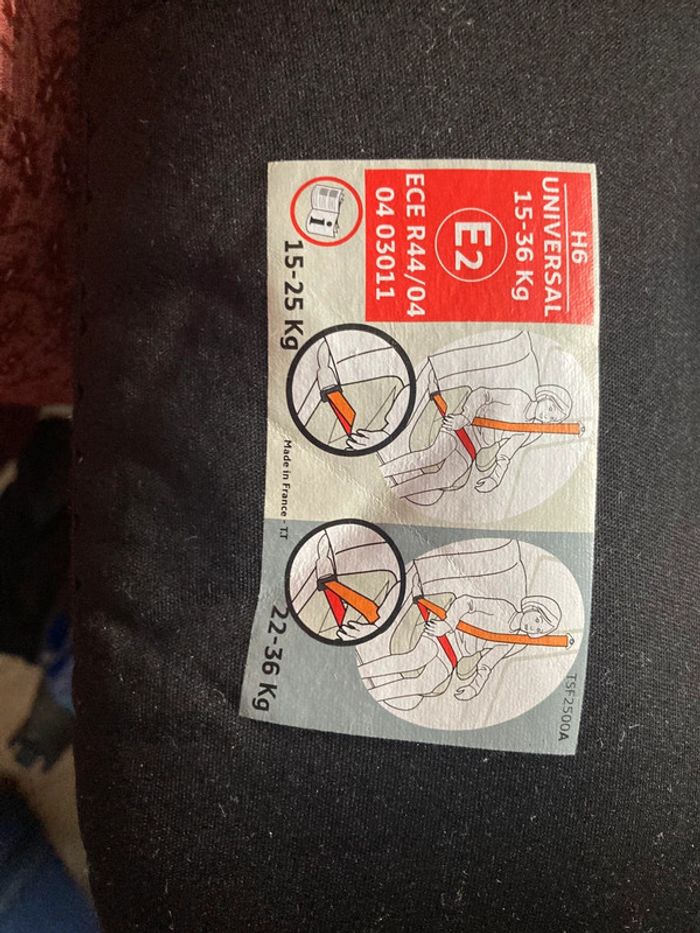 H6
UNIVERSAL
15-36 Kg
E2
ECE R44/04
04 03011
i
15-25 Kg
Made in France - T.T
22-36 Kg
TSF2500A